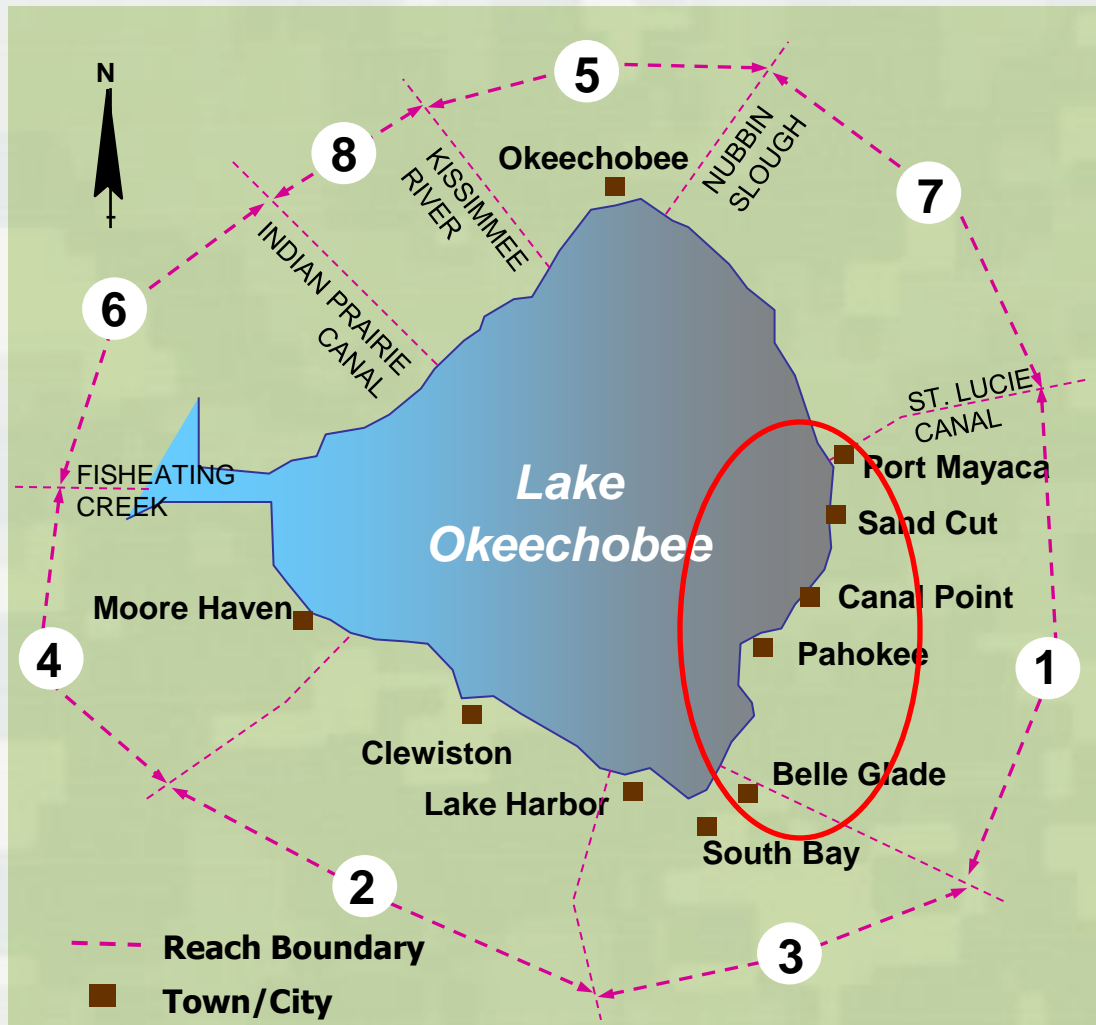 5
N
8
Okeechobee
KISSIMMEE
RIVER
NUBBIN
SLOUGH
7
INDIAN PRAIRIE
CANAL
6
ST. LUCIE
CANAL
Port Mayaca
FISHEATING
CREEK
Lake
Okeechobee
Sand Cut
Moore Haven
Canal Point
Pahokee
4
1
Clewiston
Belle Glade
Lake Harbor
South Bay
2
Reach Boundary
3
Town/City